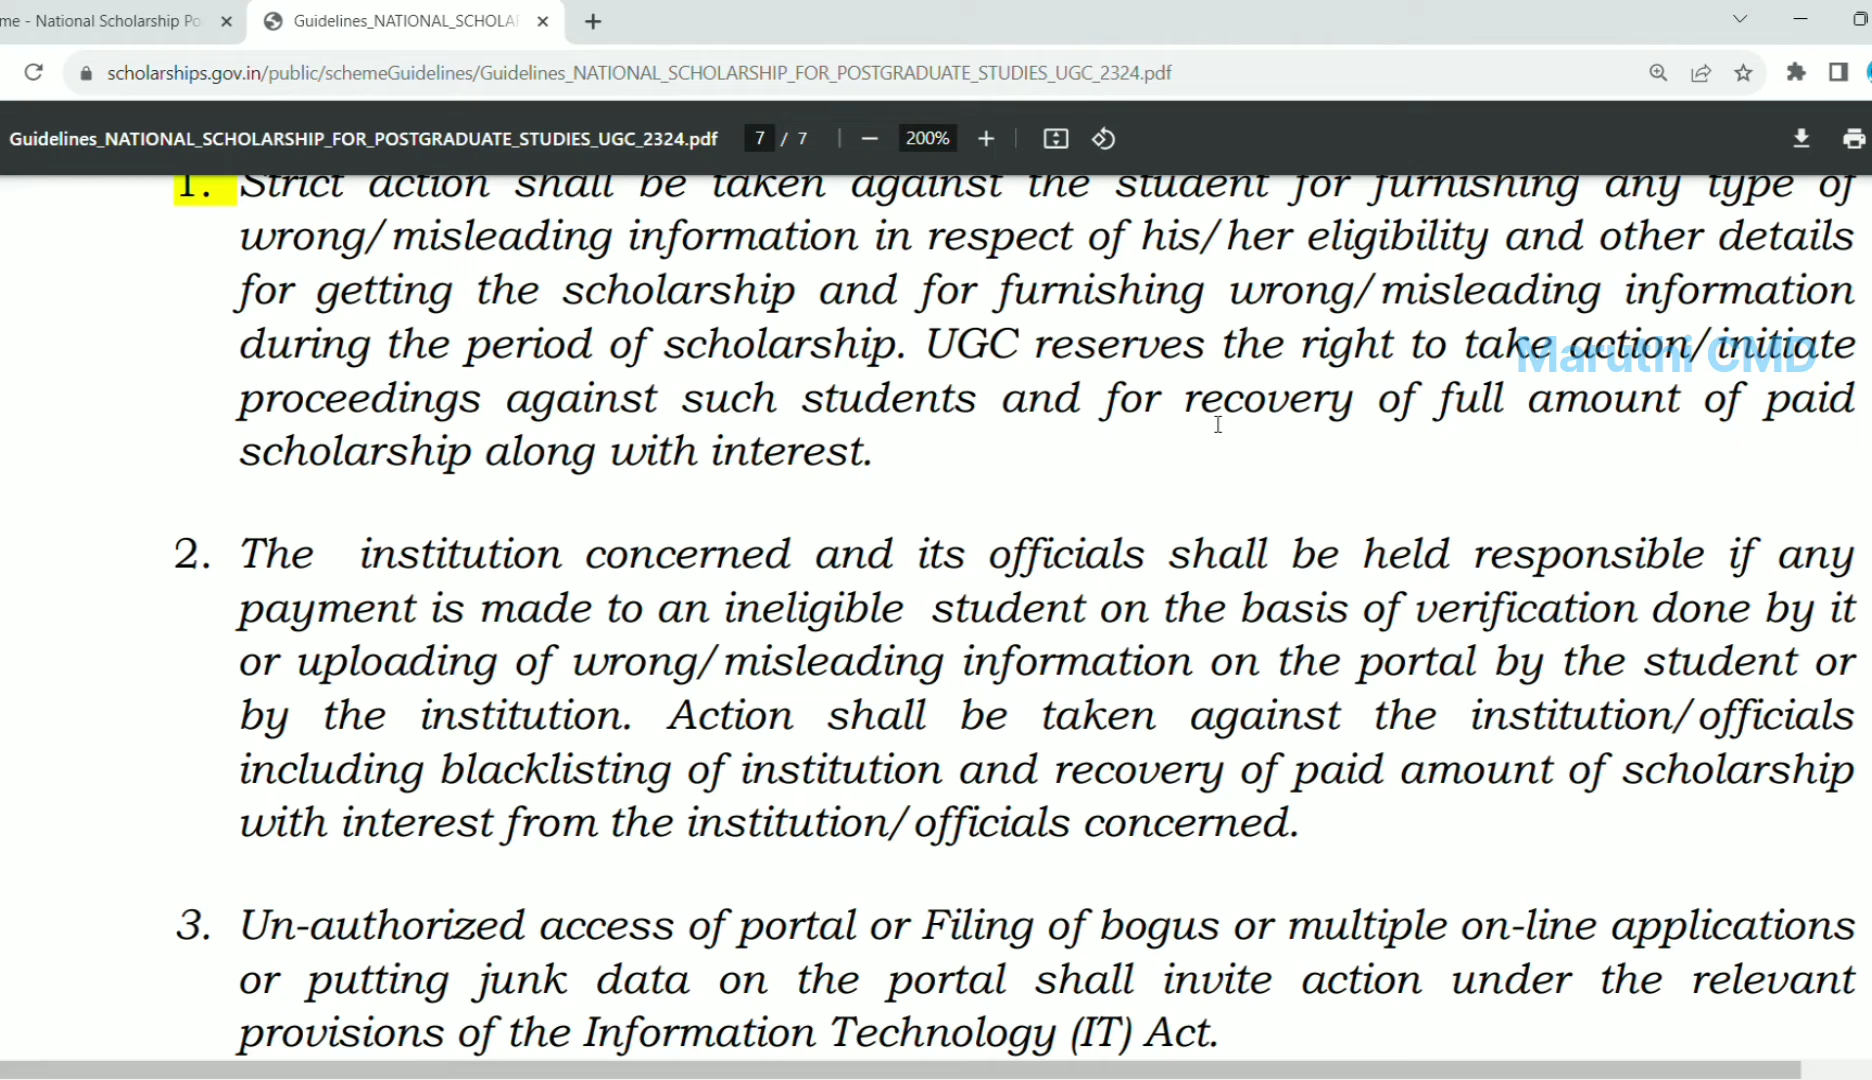 me - National Scholarship Po
Guidelines_NATIONAL_SCHOLAR
scholarships.gov.in/public/schemeGuidelines/Guidelines_NATIONAL_SCHOLARSHIP_FOR_POSTGRADUATE_STUDIES_UGC_2324.pdf
Guidelines_NATIONAL_SCHOLARSHIP_FOR_POSTGRADUATE_STUDIES_UGC_2324.pdf 7 / 7 200%
1. Strict action shall be taken against the student for furnishing any type of
wrong/misleading information in respect of his/her eligibility and other details
for getting the scholarship and for furnishing wrong/misleading information
during the period of scholarship. UGC reserves the right to take action/initiate
Maruthi CMD
proceedings against such students and for recovery of full amount of paid
scholarship along with interest.
2. The institution concerned and its officials shall be held responsible if any
payment is made to an ineligible student on the basis of verification done by it
or uploading of wrong/misleading information on the portal by the student or
by the institution. Action shall be taken against the institution/officials
including blacklisting of institution and recovery of paid amount of scholarship
with interest from the institution/officials concerned.
3. Un-authorized access of portal or Filing of bogus or multiple on-line applications
or putting junk data on the portal shall invite action under the relevant
provisions of the Information Technology (IT) Act.